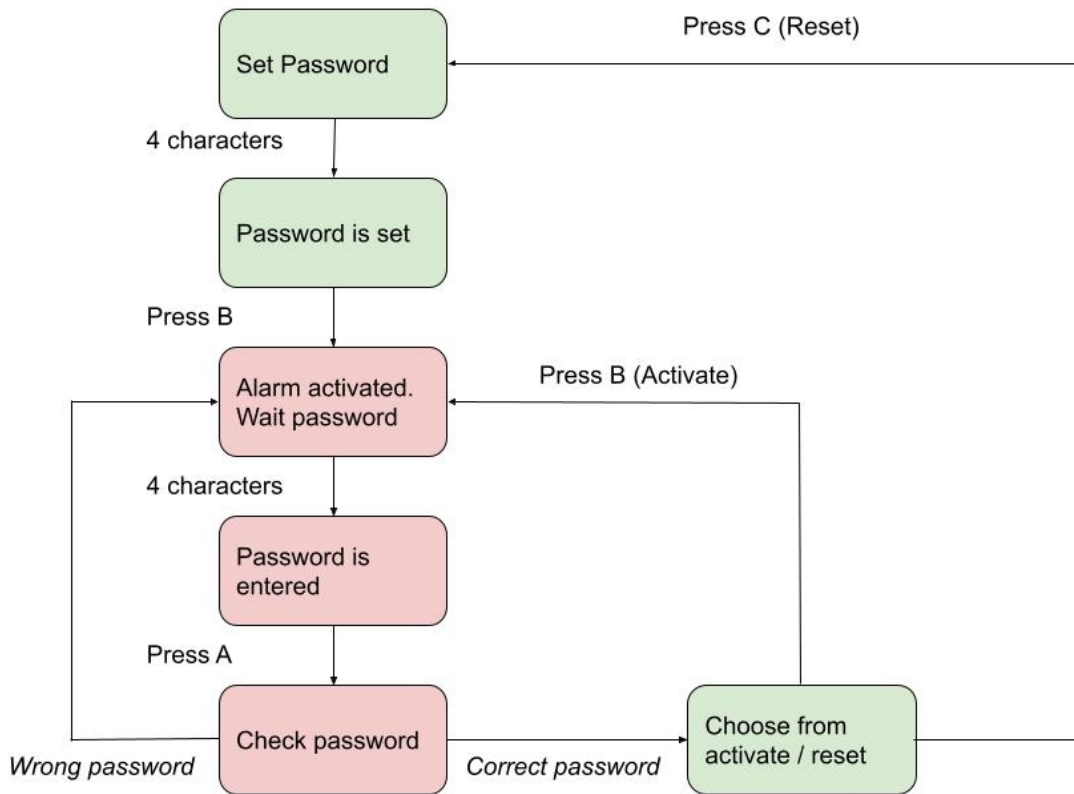 Press C (Reset)
Set Password
4 characters
Password is set
Press B
Press B (Activate)
Alarm activated.
Wait password
4 characters
Password is
entered
Press A
Check password
Choose from
activate / reset
Wrong password
Correct password